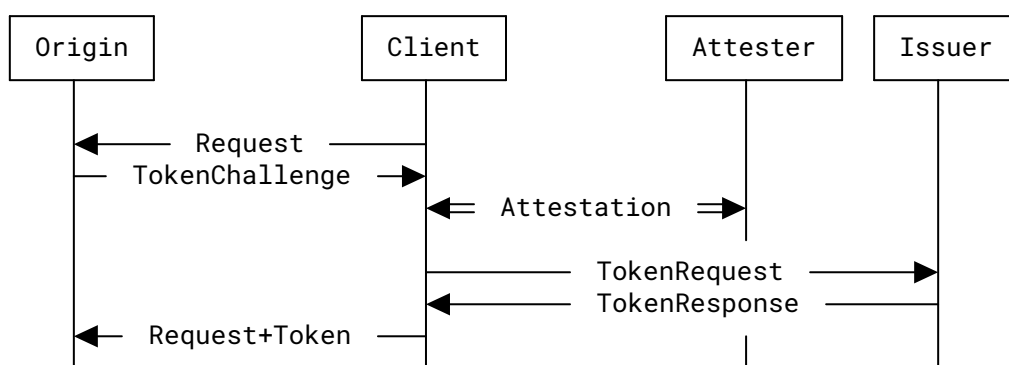 Origin Client Attester Issuer
Request
TokenChallenge
Attestation
TokenRequest
TokenResponse
Request+Token